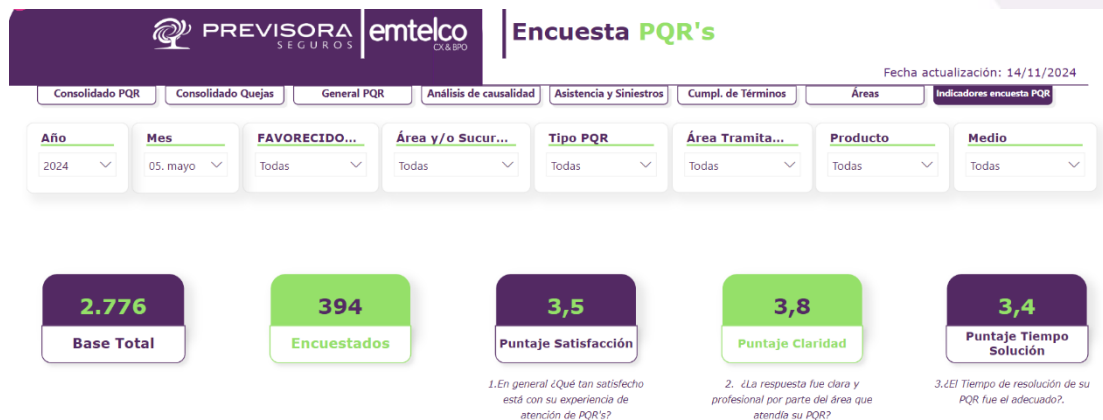 PREVISORA
SEGUROS
emtelco
CX & BPO
Encuesta PQR's
Fecha actualización: 14/11/2024
Consolidado PQR
Consolidado Quejas
General PQR
Análisis de causalidad
Asistencia y Siniestros
Cumpl. de Términos
Áreas
Indicadores encuesta PQR
Año
Mes
FAVORECIDO...
Área y/o Sucur...
Tipo PQR
Área Tramita...
Producto
Medio
2024
05. mayo
Todas
Todas
Todas
Todas
Todas
Todas
2.776
Base Total
394
Encuestados
3,5
Puntaje Satisfacción
1.En general ¿Qué tan satisfecho
está con su experiencia de
atención de PQR's?
3,8
Puntaje Claridad
2. ¿La respuesta fue clara y
profesional por parte del área que
atendía su PQR?
3,4
Puntaje Tiempo
Solución
3.¿El Tiempo de resolución de su
PQR fue el adecuado?.